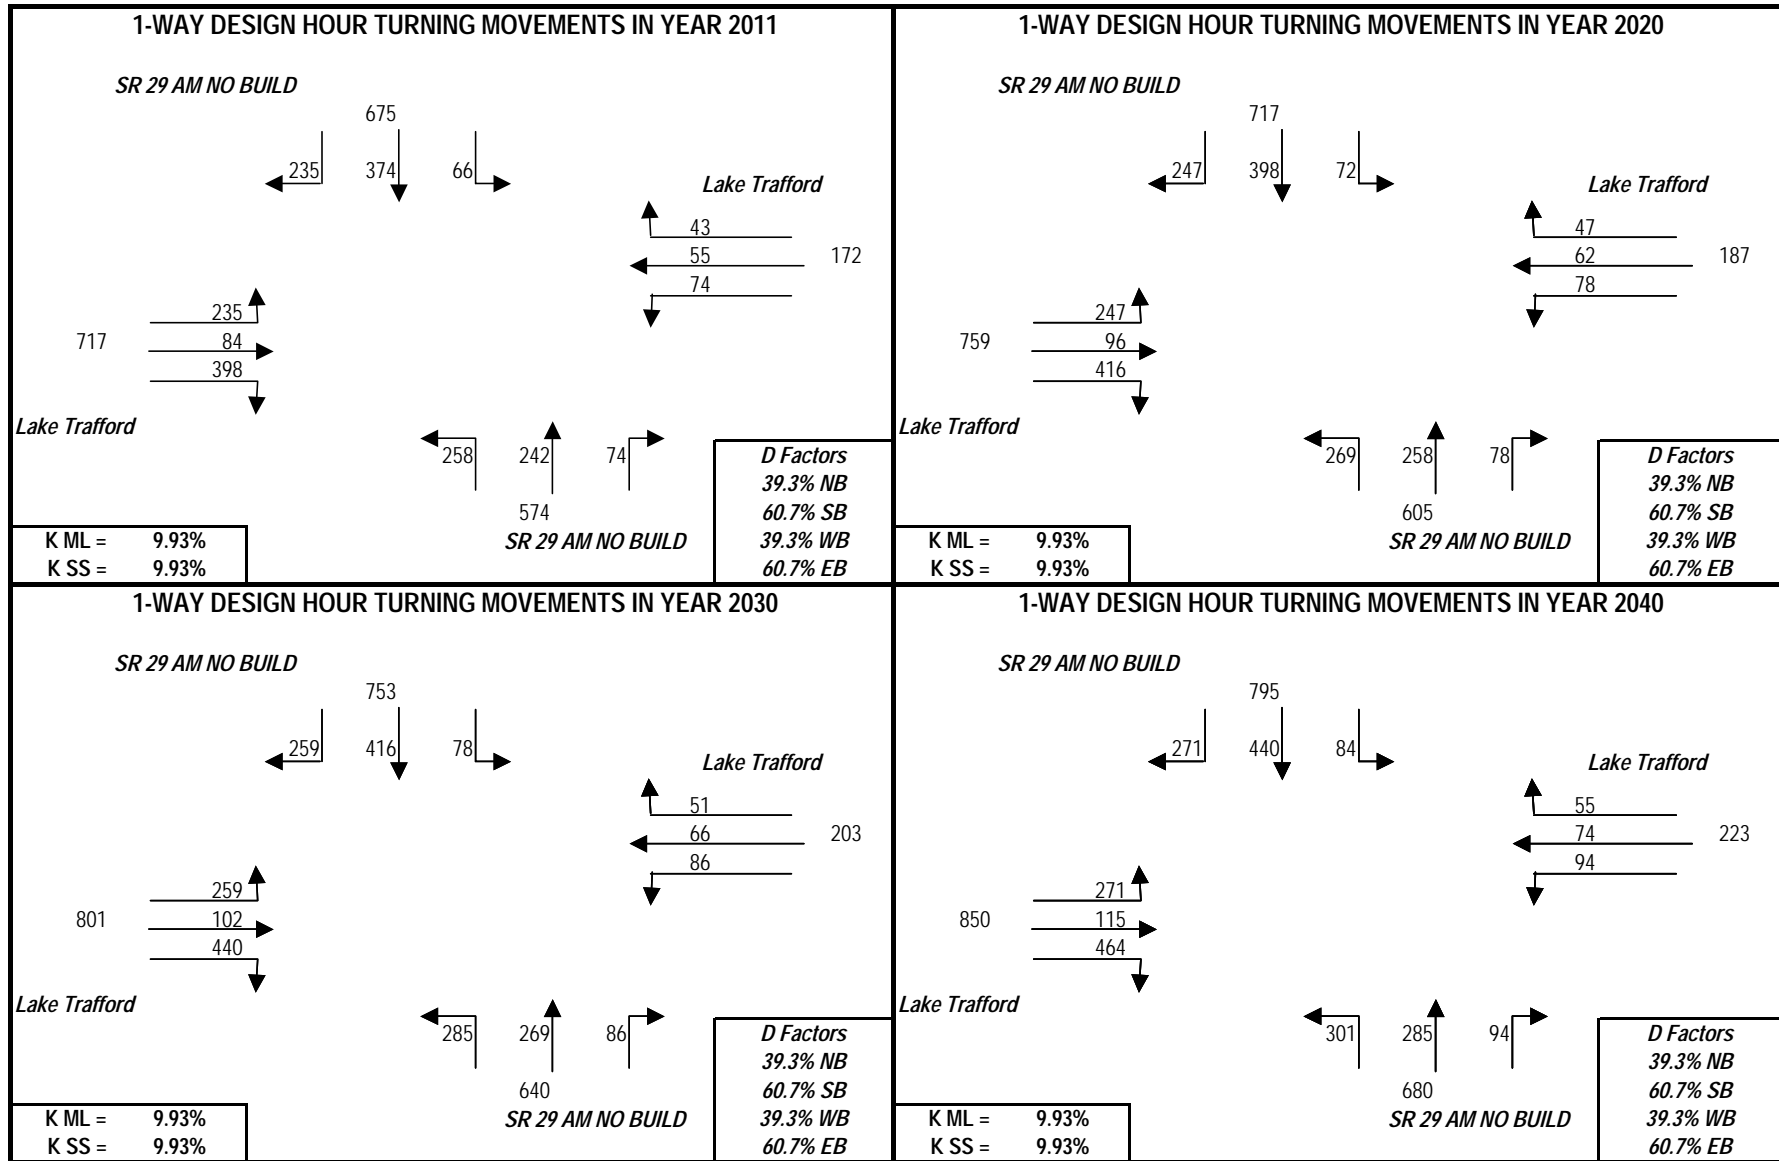 1-WAY DESIGN HOUR TURNING MOVEMENTS IN YEAR 2011
SR 29 AM NO BUILD
675
235 374 66
Lake Trafford
43
55 172
74
235
717 84
398
Lake Trafford
258 242 74
574
SR 29 AM NO BUILD
D Factors
39.3% NB
60.7% SB
39.3% WB
60.7% EB
K ML = 9.93%
K SS = 9.93%
1-WAY DESIGN HOUR TURNING MOVEMENTS IN YEAR 2020
SR 29 AM NO BUILD
717
247 398 72
Lake Trafford
47
62 187
78
247
759 96
416
Lake Trafford
269 258 78
605
SR 29 AM NO BUILD
D Factors
39.3% NB
60.7% SB
39.3% WB
60.7% EB
K ML = 9.93%
K SS = 9.93%
1-WAY DESIGN HOUR TURNING MOVEMENTS IN YEAR 2030
SR 29 AM NO BUILD
753
259 416 78
Lake Trafford
51
66 203
86
259
801 102
440
Lake Trafford
285 269 86
640
SR 29 AM NO BUILD
D Factors
39.3% NB
60.7% SB
39.3% WB
60.7% EB
K ML = 9.93%
K SS = 9.93%
1-WAY DESIGN HOUR TURNING MOVEMENTS IN YEAR 2040
SR 29 AM NO BUILD
795
271 440 84
Lake Trafford
55
74 223
94
271
850 115
464
Lake Trafford
301 285 94
680
SR 29 AM NO BUILD
D Factors
39.3% NB
60.7% SB
39.3% WB
60.7% EB
K ML = 9.93%
K SS = 9.93%